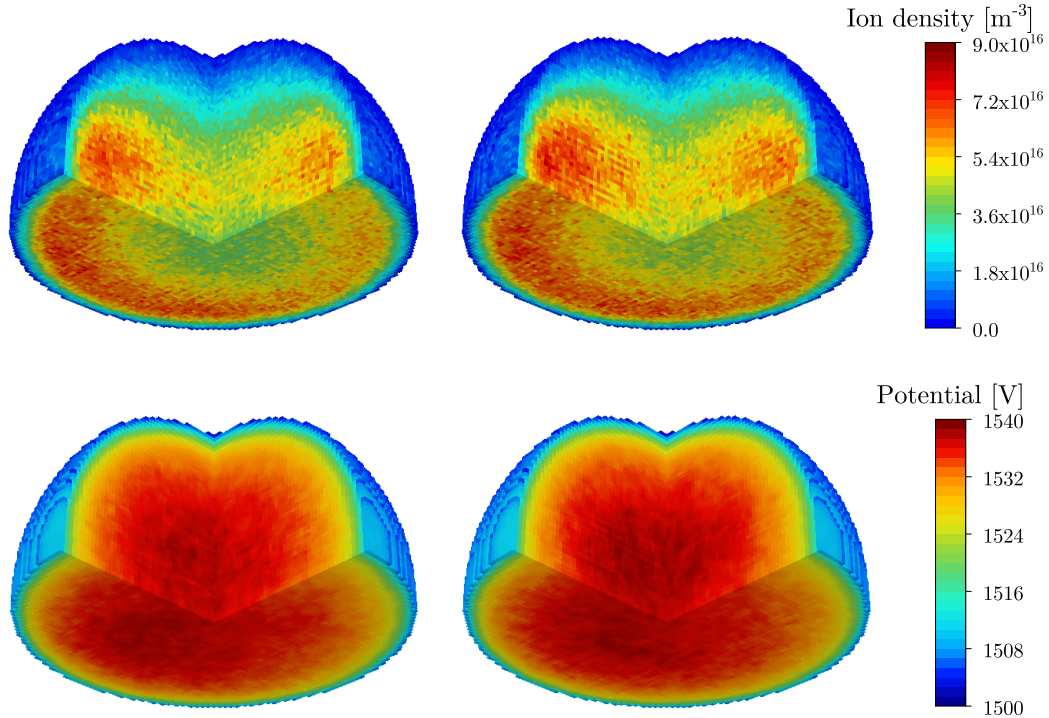 Ion density [m⁻³]
9.0x10¹⁶
7.2x10¹⁶
5.4x10¹⁶
3.6x10¹⁶
1.8x10¹⁶
0.0
Potential [V]
1540
1532
1524
1516
1508
1500